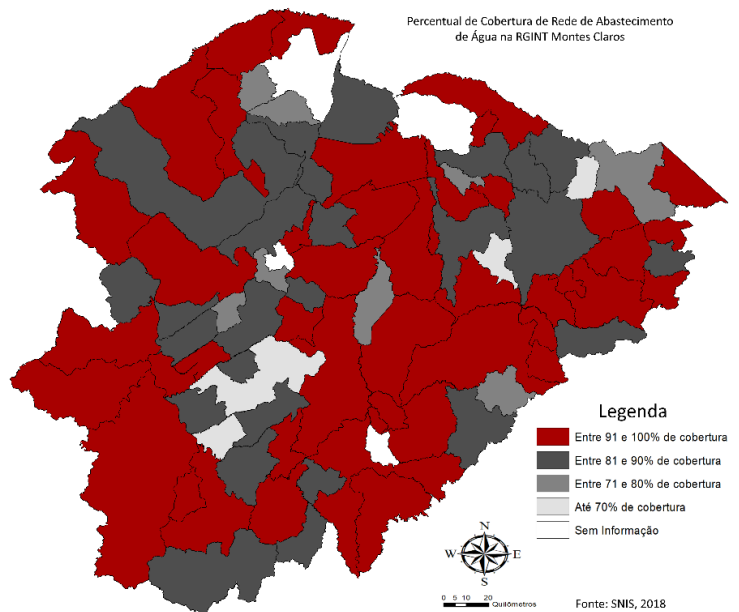 Percentual de Cobertura de Rede de Abastecimento
de Água na RGINT Montes Claros
Legenda
Entre 91 e 100% de cobertura
Entre 81 e 90% de cobertura
Entre 71 e 80% de cobertura
Até 70% de cobertura
Sem Informação
N
W E
S
0 5 10 20
Quilômetros
Fonte: SNIS, 2018